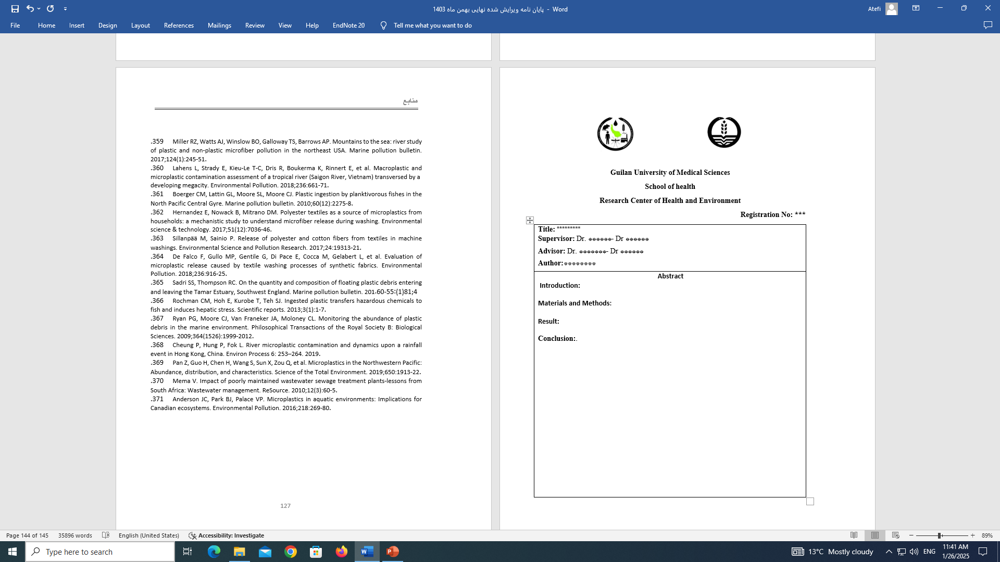 پایان نامه ویرایش شده نهایی بهمن ماه 1403 - Word
Atefi
File Home Insert Design Layout References Mailings Review View Help EndNote 20 Tell me what you want to do
منابع
.359 Miller RZ, Watts AJ, Winslow BO, Galloway TS, Barrows AP. Mountains to the sea: river study
of plastic and non-plastic microfiber pollution in the northeast USA. Marine pollution bulletin.
2017;124(1):245-51.
.360 Lahens L, Strady E, Kieu-Le T-C, Dris R, Boukerma K, Rinnert E, et al. Macroplastic and
microplastic contamination assessment of a tropical river (Saigon River, Vietnam) transversed by a
developing megacity. Environmental Pollution. 2018;236:661-71.
.361 Boerger CM, Lattin GL, Moore SL, Moore CJ. Plastic ingestion by planktivorous fishes in the
North Pacific Central Gyre. Marine pollution bulletin. 2010;60(12):2275-8.
.362 Hernandez E, Nowack B, Mitrano DM. Polyester textiles as a source of microplastics from
households: a mechanistic study to understand microfiber release during washing. Environmental
science & technology. 2017;51(12):7036-46.
.363 Sillanpää M, Sainio P. Release of polyester and cotton fibers from textiles in machine
washings. Environmental Science and Pollution Research. 2017;24:19313-21.
.364 De Falco F, Gullo MP, Gentile G, Di Pace E, Cocca M, Gelabert L, et al. Evaluation of
microplastic release caused by textile washing processes of synthetic fabrics. Environmental
Pollution. 2018;236:916-25.
.365 Sadri SS, Thompson RC. On the quantity and composition of floating plastic debris entering
and leaving the Tamar Estuary, Southwest England. Marine pollution bulletin. 201.60-55:(1)81;4
.366 Rochman CM, Hoh E, Kurobe T, Teh SJ. Ingested plastic transfers hazardous chemicals to
fish and induces hepatic stress. Scientific reports. 2013;3(1):1-7.
.367 Ryan PG, Moore CJ, Van Franeker JA, Moloney CL. Monitoring the abundance of plastic
debris in the marine environment. Philosophical Transactions of the Royal Society B: Biological
Sciences. 2009;364(1526):1999-2012.
.368 Cheung P, Hung P, Fok L. River microplastic contamination and dynamics upon a rainfall
event in Hong Kong, China. Environ Process 6: 253–264. 2019.
.369 Pan Z, Guo H, Chen H, Wang S, Sun X, Zou Q, et al. Microplastics in the Northwestern Pacific:
Abundance, distribution, and characteristics. Science of the Total Environment. 2019;650:1913-22.
.370 Mema V. Impact of poorly maintained wastewater sewage treatment plants-lessons from
South Africa: Wastewater management. ReSource. 2010;12(3):60-5.
.371 Anderson JC, Park BJ, Palace VP. Microplastics in aquatic environments: Implications for
Canadian ecosystems. Environmental Pollution. 2016;218:269-80.
127
Guilan University of Medical Sciences
School of health
Research Center of Health and Environment
Registration No: ***
Title: *********
Supervisor: Dr. ******- Dr ******
Advisor: Dr. *******- Dr ******
Author:********
Abstract
Introduction:
Materials and Methods:
Result:
Conclusion:.
Page 144 of 145 35896 words English (United States) Accessibility: Investigate 89%
Type here to search
13°C Mostly cloudy ENG
11:41 AM
1/26/2025